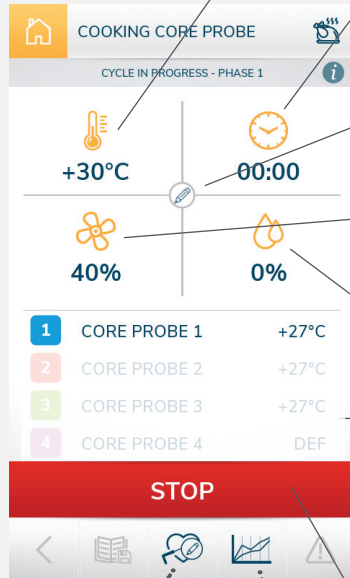 COOKING CORE PROBE
CYCLE IN PROGRESS - PHASE 1
i
+30°C
00:00
40%
0%
1 CORE PROBE 1 +27°C
2 CORE PROBE 2 +27°C
3 CORE PROBE 3 +27°C
4 CORE PROBE 4 DEF
STOP